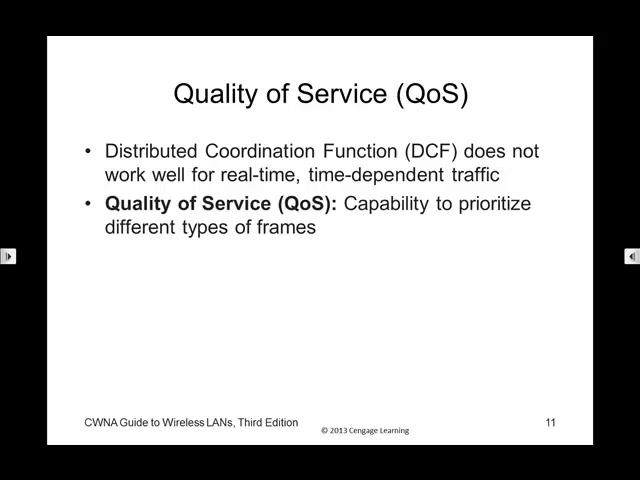 Quality of Service (QoS)
• Distributed Coordination Function (DCF) does not
work well for real-time, time-dependent traffic
• Quality of Service (QoS): Capability to prioritize
different types of frames
CWNA Guide to Wireless LANs, Third Edition
© 2013 Cengage Learning
11